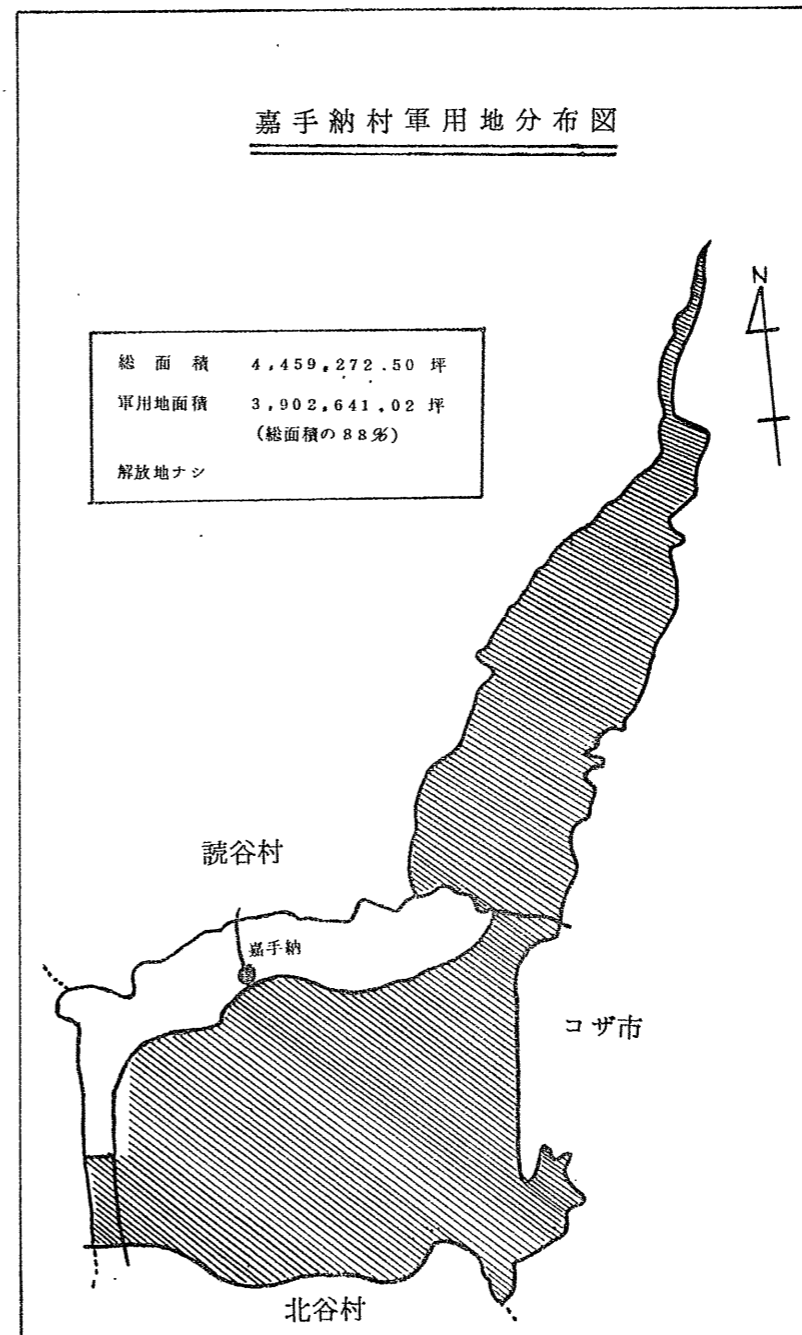 嘉手納村軍用地分布図
N
総面積 4,459,272.50 坪
軍用地面積 3,902,641.02 坪
(総面積の88%)
解放地ナシ
読谷村
嘉手納
コザ市
北谷村